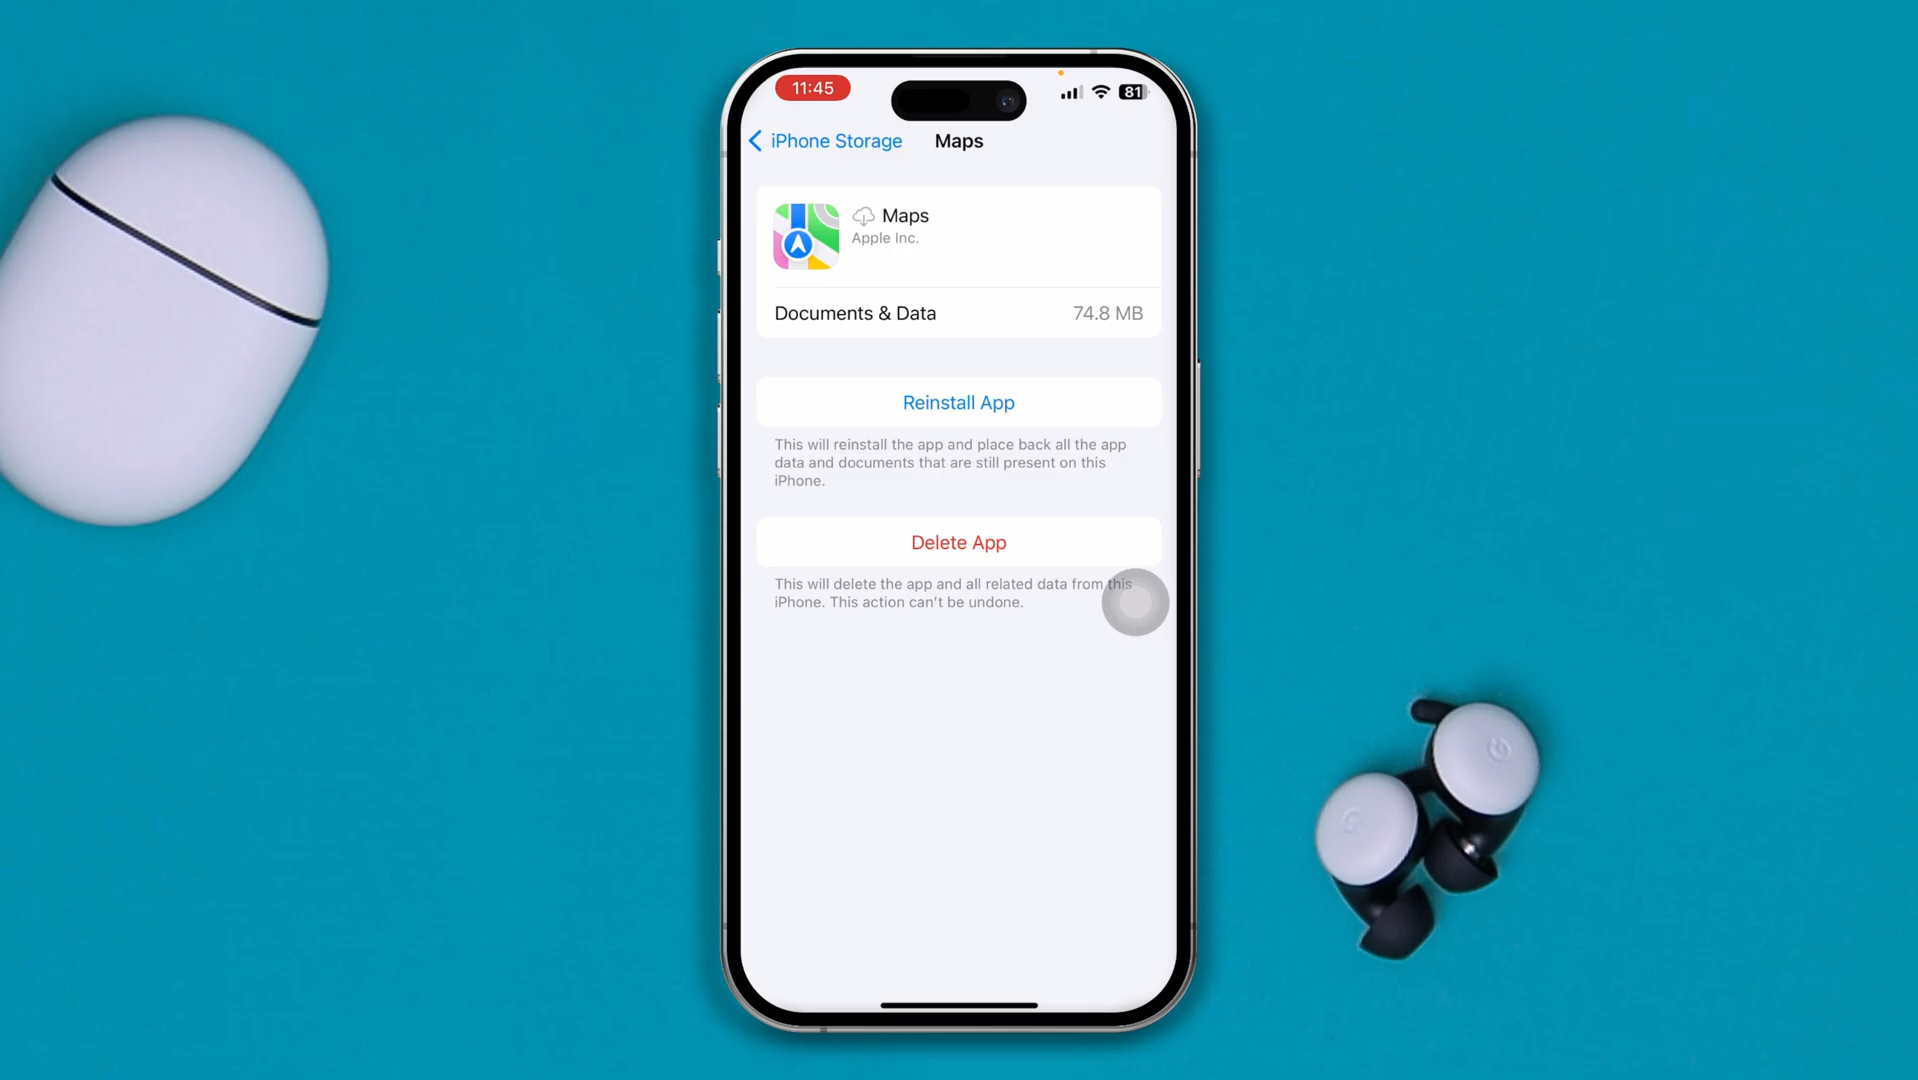 11:45
81
iPhone Storage
Maps
Maps
Apple Inc.
Documents & Data
74.8 MB
Reinstall App
This will reinstall the app and place back all the app
data and documents that are still present on this
iPhone.
Delete App
This will delete the app and all related data from this
iPhone. This action can't be undone.